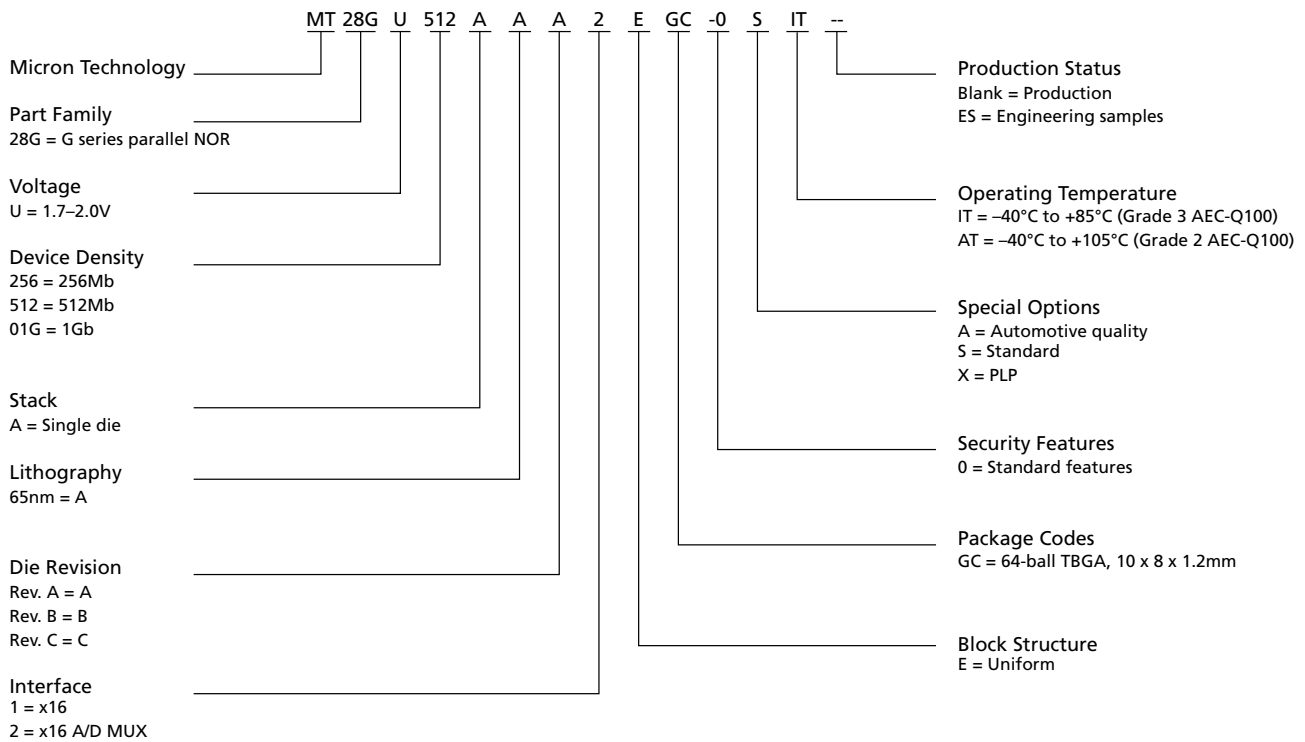 MT 28G U 512 A A A 2 E GC -0 S IT --
Micron Technology
Part Family
28G = G series parallel NOR
Voltage
U = 1.7–2.0V
Device Density
256 = 256Mb
512 = 512Mb
01G = 1Gb
Stack
A = Single die
Lithography
65nm = A
Die Revision
Rev. A = A
Rev. B = B
Rev. C = C
Interface
1 = x16
2 = x16 A/D MUX
Production Status
Blank = Production
ES = Engineering samples
Operating Temperature
IT = –40°C to +85°C (Grade 3 AEC-Q100)
AT = –40°C to +105°C (Grade 2 AEC-Q100)
Special Options
A = Automotive quality
S = Standard
X = PLP
Security Features
0 = Standard features
Package Codes
GC = 64-ball TBGA, 10 x 8 x 1.2mm
Block Structure
E = Uniform